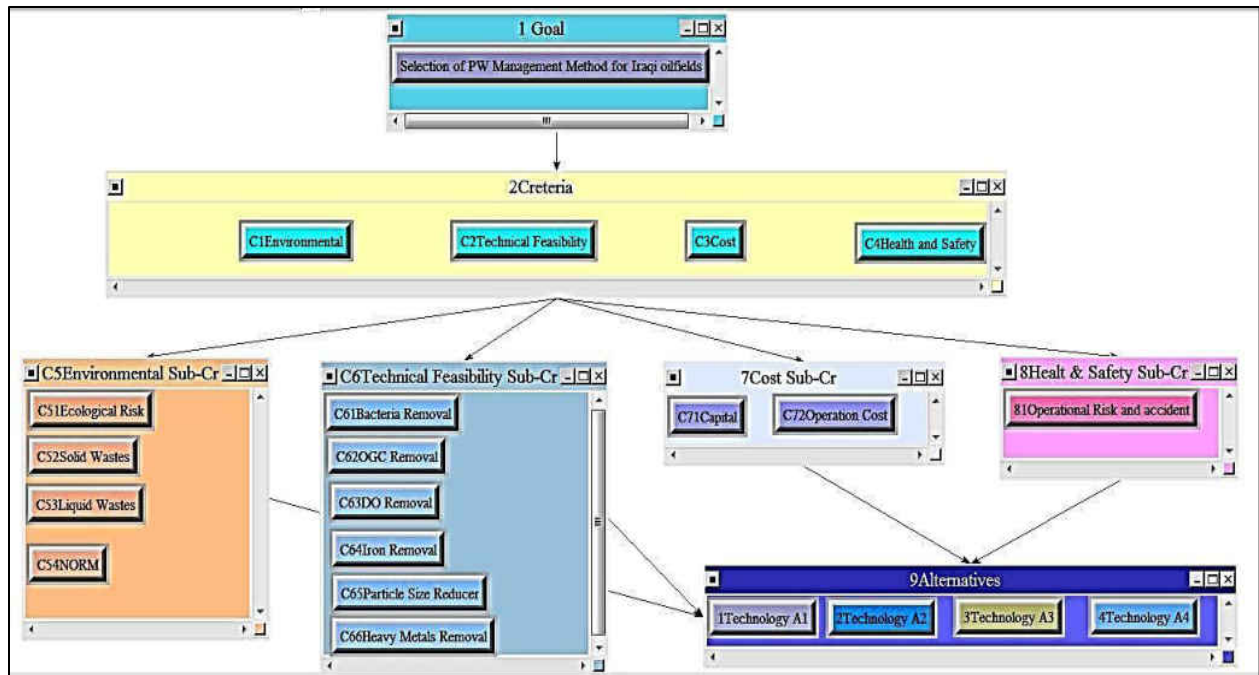 1 Goal
Selection of PW Management Method for Iraqi oilfields
2Creteria
C1Environmental
C2Technical Feasibility
C3Cost
C4Health and Safety
C5Environmental Sub-Cr
C51Ecological Risk
C52Solid Wastes
C53Liquid Wastes
C54NORM
C6Technical Feasibility Sub-Cr
C61Bacteria Removal
C62OGC Removal
C63DO Removal
C64Iron Removal
C65Particle Size Reducer
C66Heavy Metals Removal
7Cost Sub-Cr
C71Capital
C72Operation Cost
8Healt & Safety Sub-Cr
81Operational Risk and accident
9Alternatives
1Technology A1
2Technology A2
3Technology A3
4Technology A4